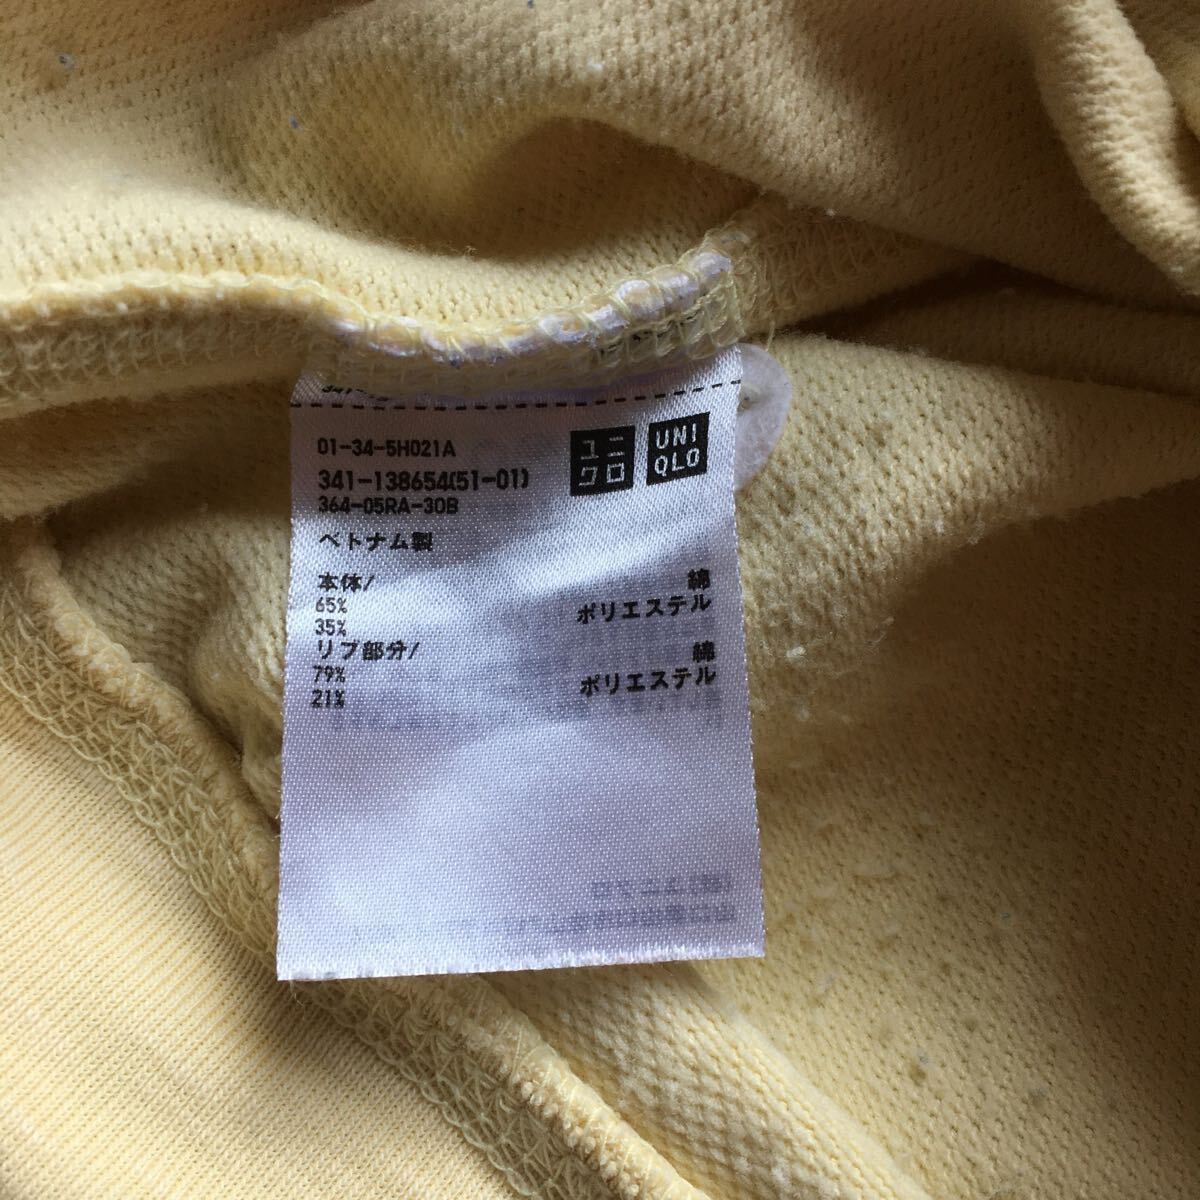 01-34-5H021A
ユニ
クロ
UNI
QLO
341-138654(51-01)
364-05RA-30B
ベトナム製
本体/
65% 綿
35% ポリエステル
リブ部分/
79% 綿
21% ポリエステル